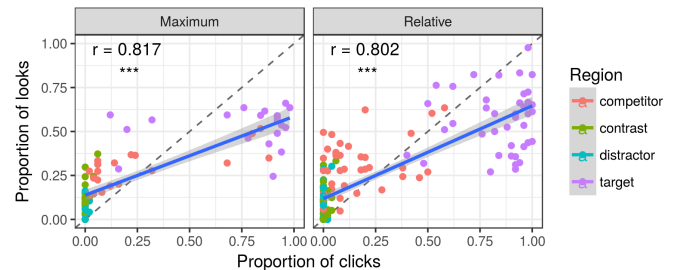 Maximum
Relative
r = 0.817
***
r = 0.802
***
1.00
0.75
0.50
0.25
0.00
Proportion of looks
0.00
0.25
0.50
0.75
1.00
0.00
0.25
0.50
0.75
1.00
Proportion of clicks
Region
competitor
contrast
distractor
target